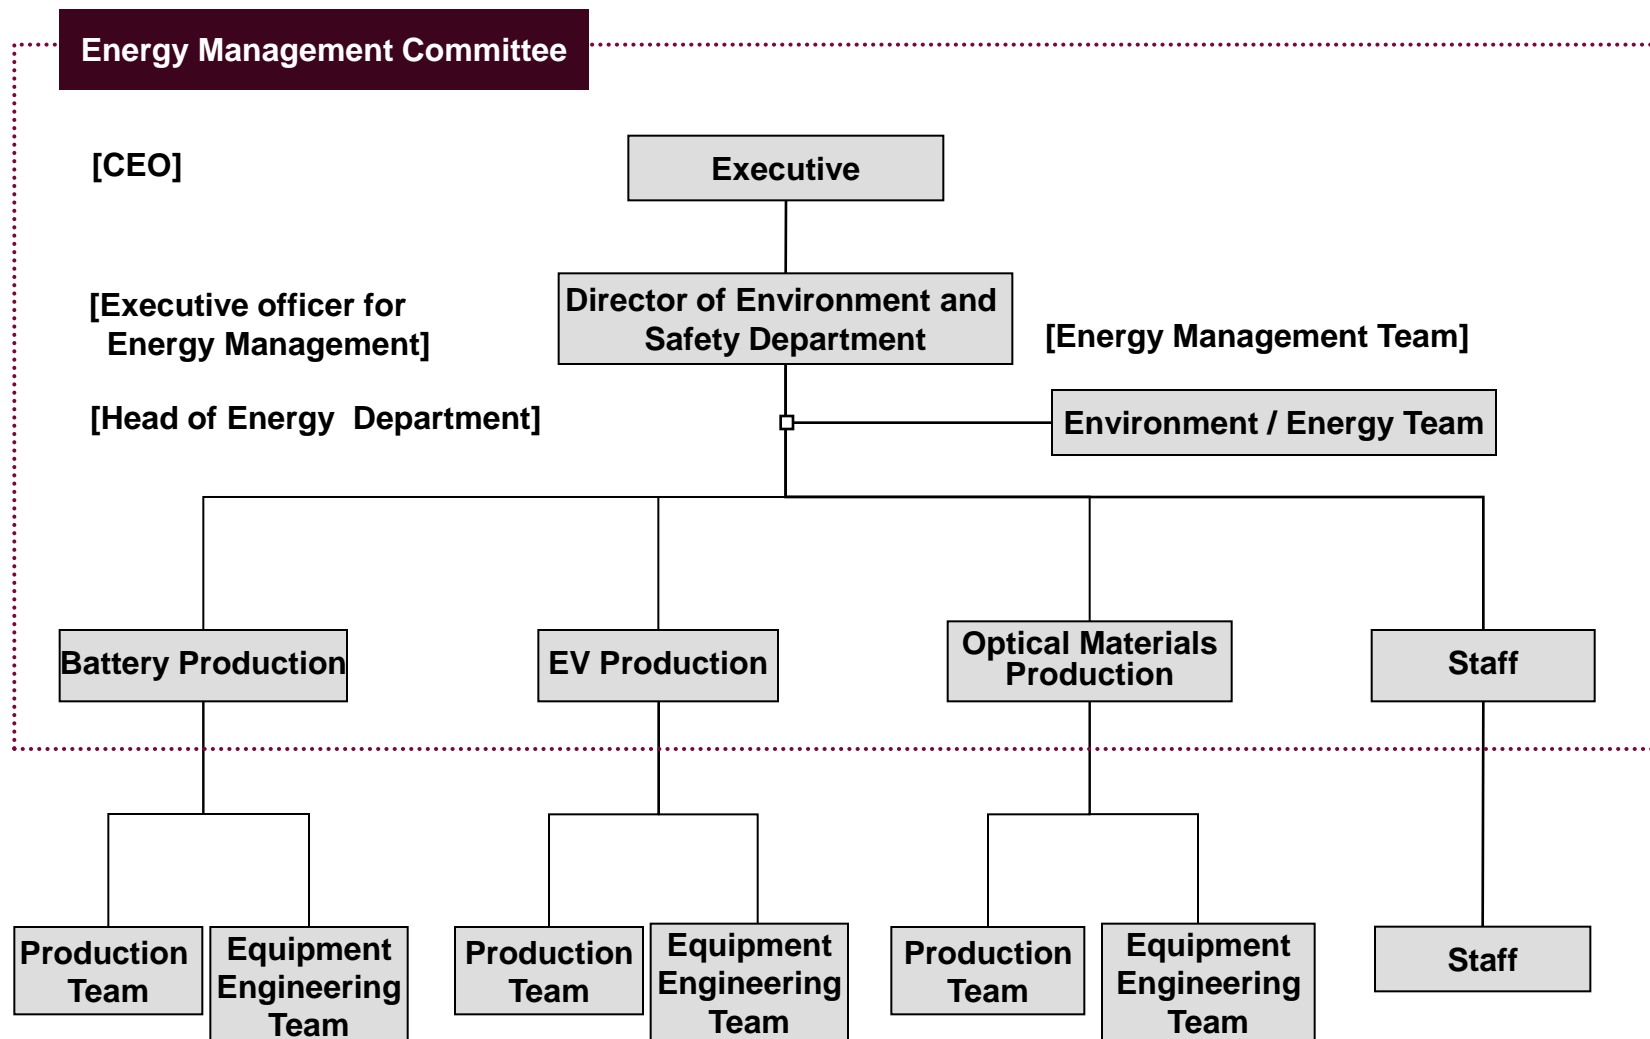 Energy Management Committee
[CEO]
Executive
[Executive officer for
Energy Management]
Director of Environment and
Safety Department
[Energy Management Team]
[Head of Energy Department]
Environment / Energy Team
Battery Production
EV Production
Optical Materials
Production
Staff
Production
Team
Equipment
Engineering
Team
Production
Team
Equipment
Engineering
Team
Production
Team
Equipment
Engineering
Team
Staff